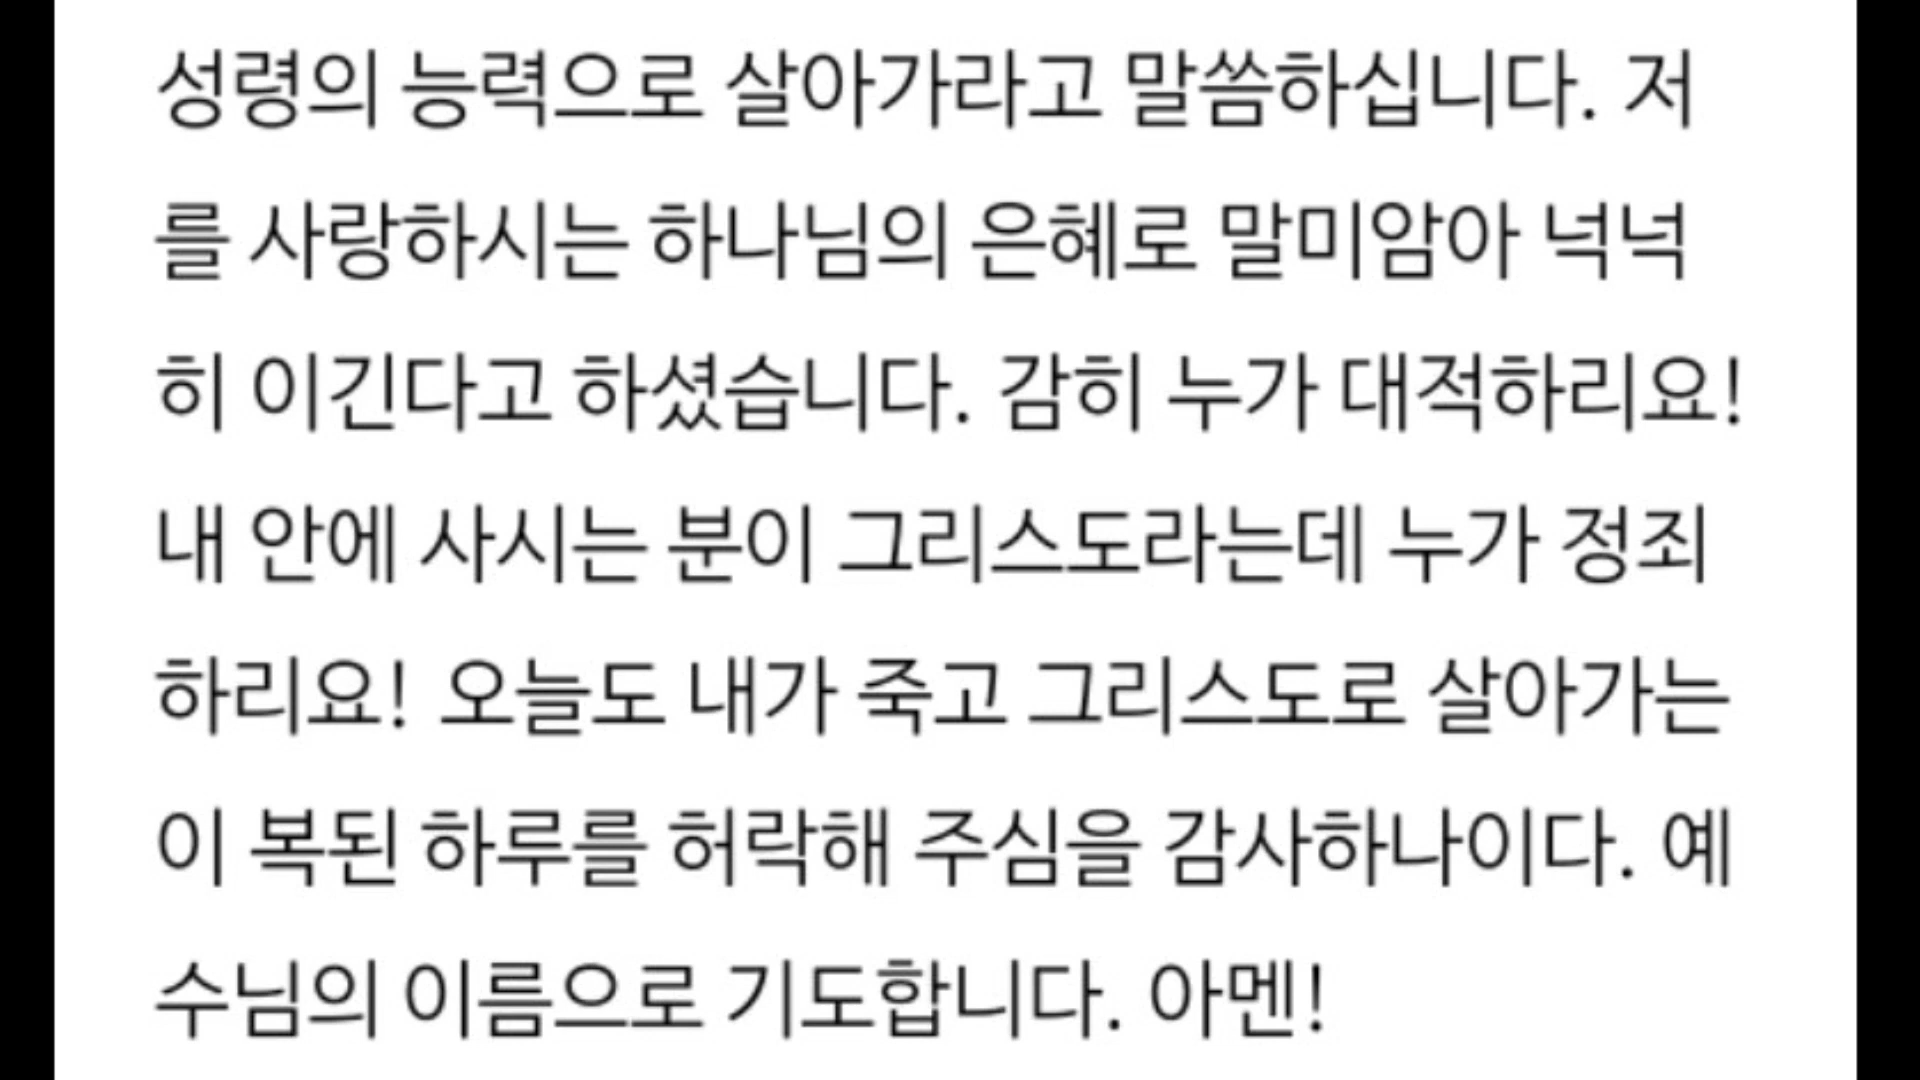 성령의 능력으로 살아가라고 말씀하십니다. 저
를 사랑하시는 하나님의 은혜로 말미암아 넉넉
히 이긴다고 하셨습니다. 감히 누가 대적하리요!
내 안에 사시는 분이 그리스도라는데 누가 정죄
하리요! 오늘도 내가 죽고 그리스도로 살아가는
이 복된 하루를 허락해 주심을 감사하나이다. 예
수님의 이름으로 기도합니다. 아멘!